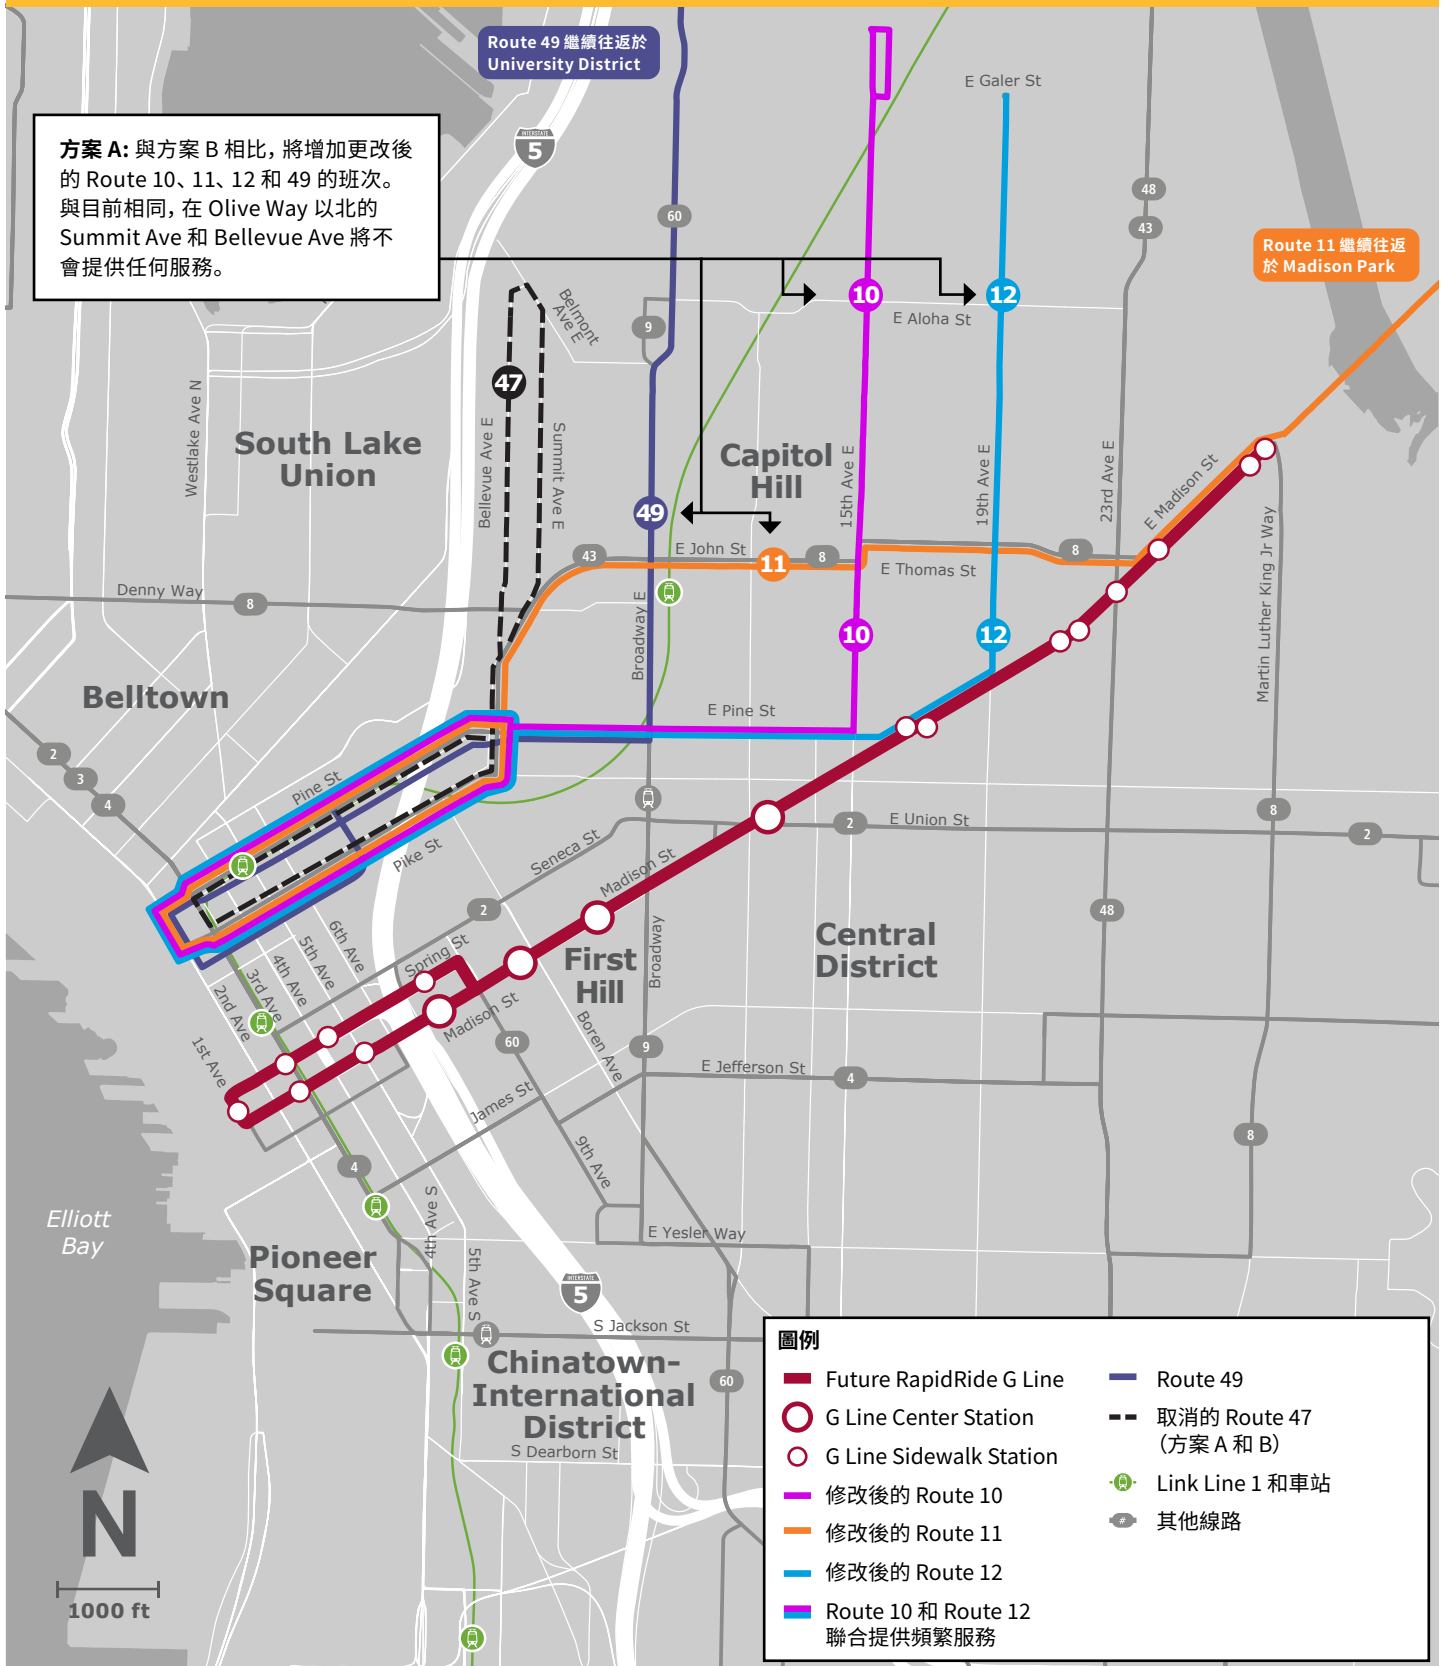 Route 49 繼續往返於
University District
E Galer St
INTERSTATE
5
方案 A: 與方案 B 相比，將增加更改後
的 Route 10、11、12 和 49 的班次。
與目前相同，在 Olive Way 以北的
Summit Ave 和 Bellevue Ave 將不
會提供任何服務。
48
43
60
Route 11 繼續往返
於 Madison Park
10
12
E Aloha St
Belmont
Ave E
9
47
Westlake Ave N
South Lake
Union
Bellevue Ave E
Summit Ave E
Capitol
Hill
15th Ave E
19th Ave E
23rd Ave E
E Madison St
49
43
E John St
8
11
E Thomas St
8
Martin Luther King Jr Way
Denny Way
8
Broadway E
10
12
Belltown
E Pine St
2
3
4
Pine St
Pike St
Seneca St
Madison St
2
E Union St
8
2
2
48
6th Ave
5th Ave
4th Ave
3rd Ave
2nd Ave
1st Ave
Spring St
Madison St
First
Hill
Broadway
Central
District
60
Boren Ave
9
E Jefferson St
4
James St
9th Ave
8
4
Elliott
Bay
4th Ave S
E Yesler Way
Pioneer
Square
5th Ave S
INTERSTATE
5
S Jackson St
Chinatown-
International
District
60
S Dearborn St
N
1000 ft
圖例
Future RapidRide G Line
G Line Center Station
G Line Sidewalk Station
修改後的 Route 10
修改後的 Route 11
修改後的 Route 12
Route 10 和 Route 12
聯合提供頻繁服務
Route 49
取消的 Route 47
（方案 A 和 B）
Link Line 1 和車站
#
其他線路